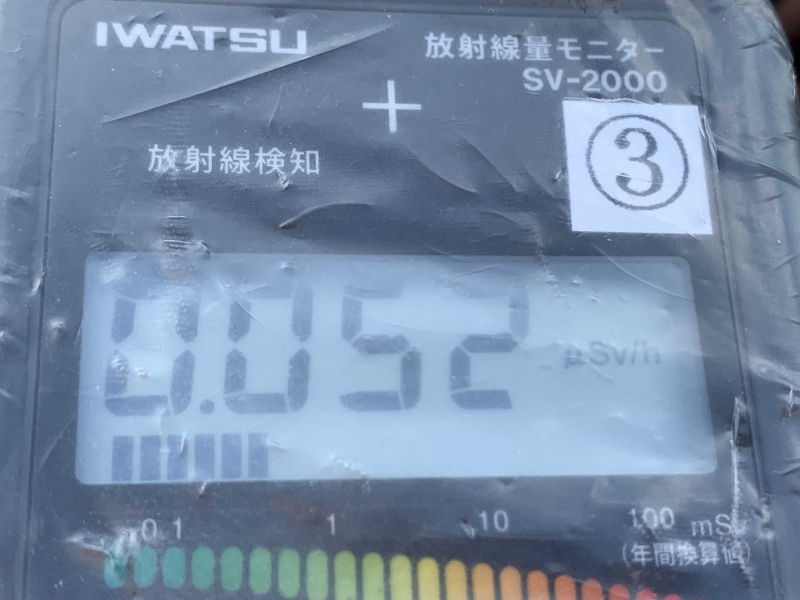 IWATSU
放射線量モニター
SV-2000
③
放射線検知
0.052 µSv/h
0.1 1 10 100 mSv
(年間換算値)